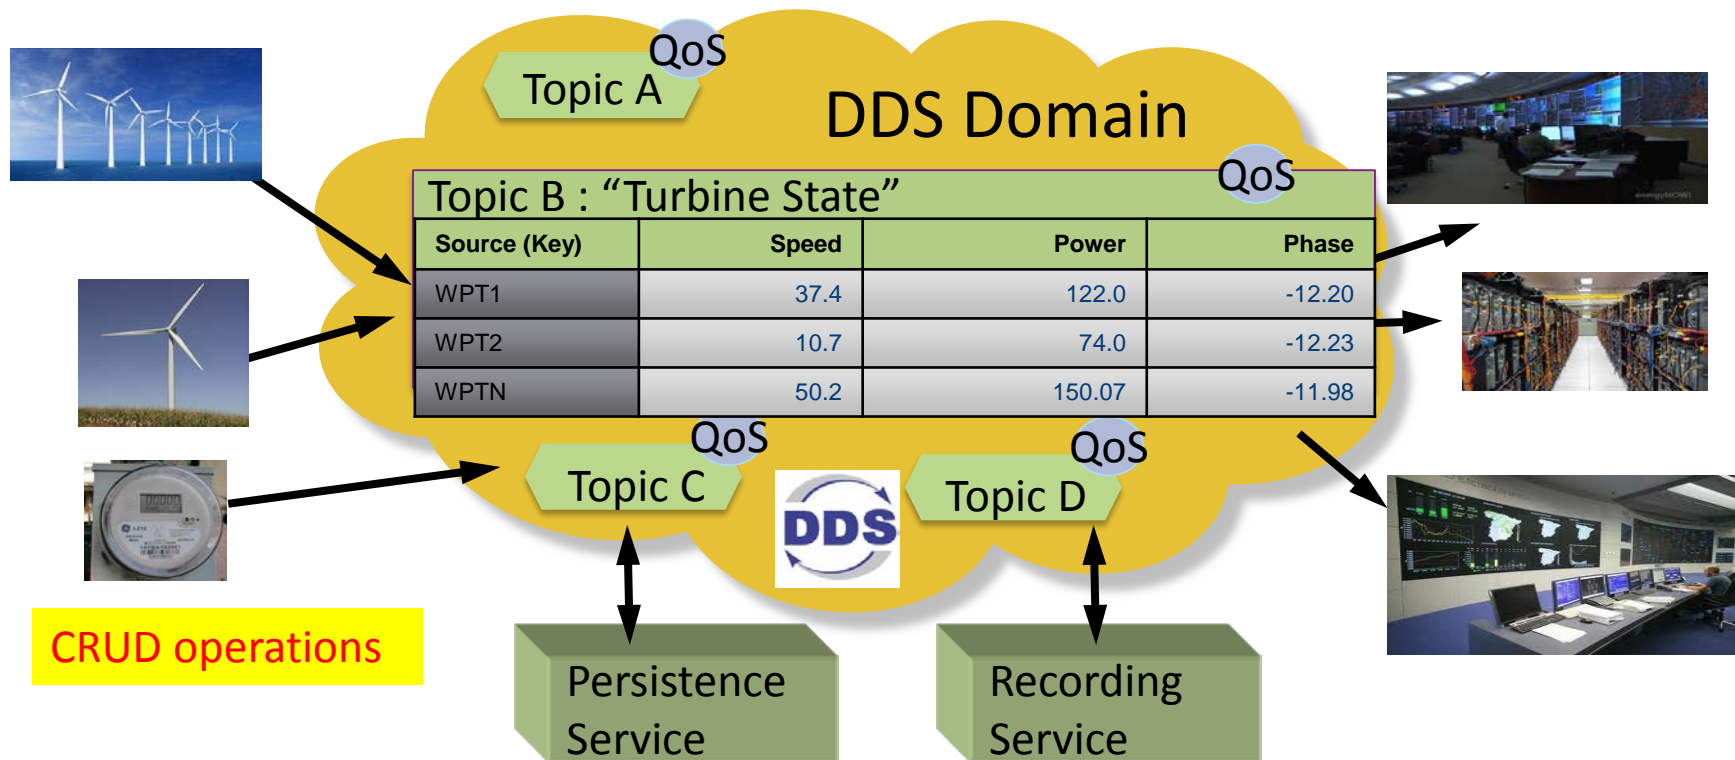 QoS
Topic A
DDS Domain
QoS
Topic B : “Turbine State”
Source (Key) Speed Power Phase
WPT1 37.4 122.0 -12.20
WPT2 10.7 74.0 -12.23
WPTN 50.2 150.07 -11.98
QoS
QoS
Topic C
Topic D
DDS
CRUD operations
Persistence
Service
Recording
Service
energyNOW!